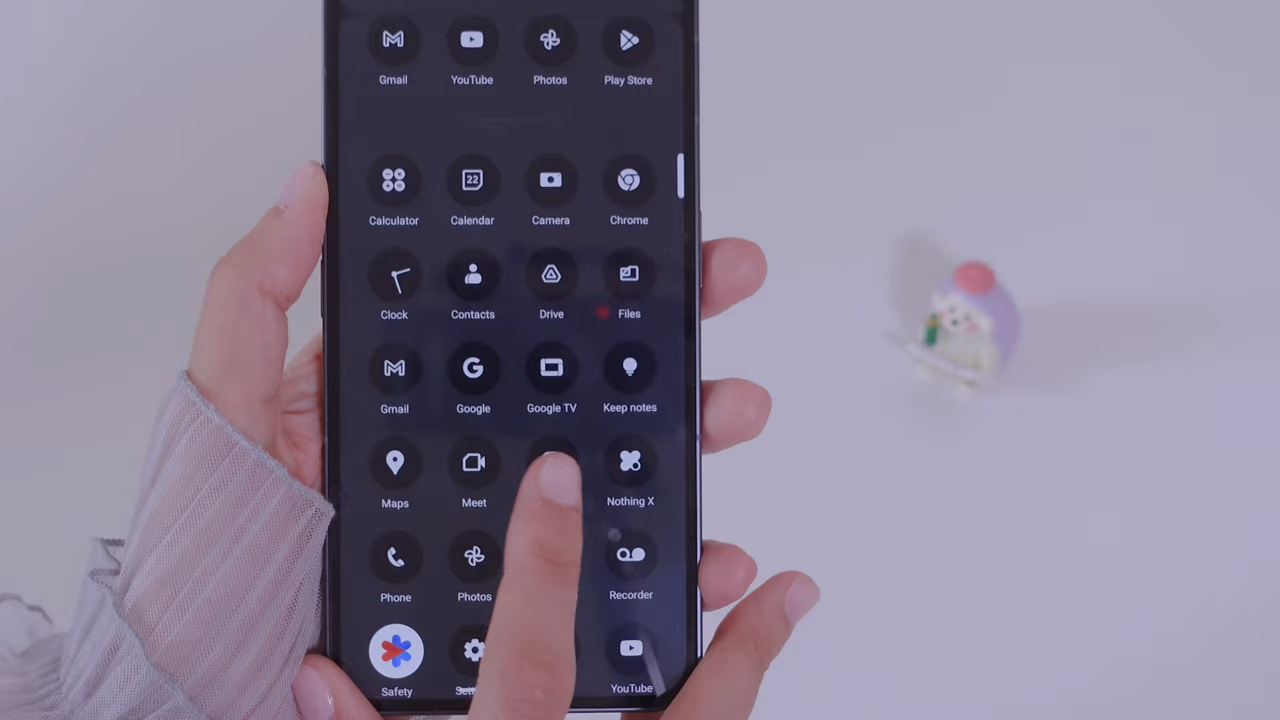 Gmail YouTube Photos Play Store
22
Calculator Calendar Camera Chrome
Clock Contacts Drive Files
Gmail Google Google TV Keep notes
Maps Meet Nothing X
Phone Photos Recorder
Safety YouTube